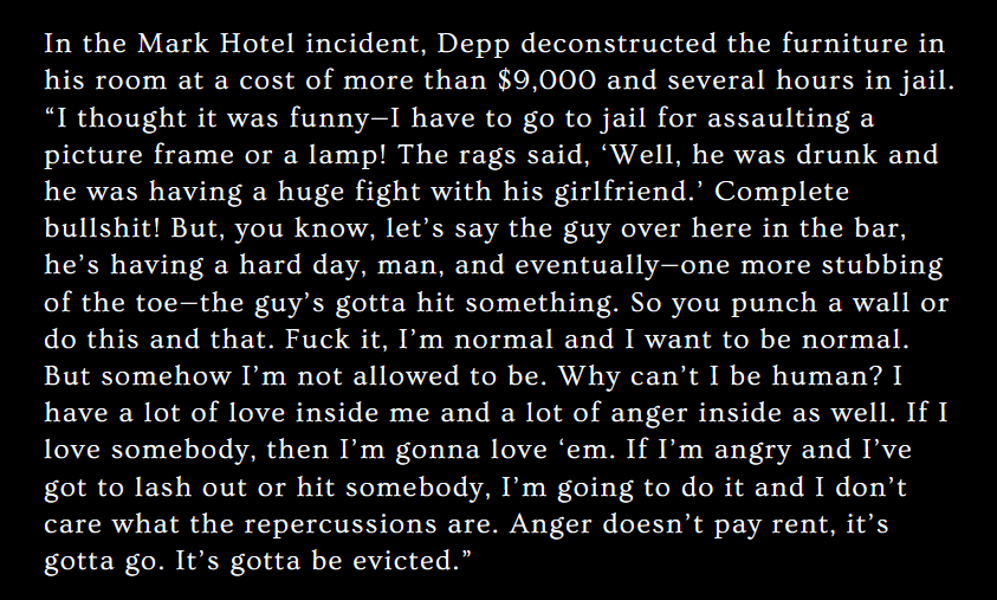 In the Mark Hotel incident, Depp deconstructed the furniture in
his room at a cost of more than $9,000 and several hours in jail.
“I thought it was funny—I have to go to jail for assaulting a
picture frame or a lamp! The rags said, ‘Well, he was drunk and
he was having a huge fight with his girlfriend.’ Complete
bullshit! But, you know, let’s say the guy over here in the bar,
he’s having a hard day, man, and eventually—one more stubbing
of the toe—the guy’s gotta hit something. So you punch a wall or
do this and that. Fuck it, I’m normal and I want to be normal.
But somehow I’m not allowed to be. Why can’t I be human? I
have a lot of love inside me and a lot of anger inside as well. If I
love somebody, then I’m gonna love ‘em. If I’m angry and I’ve
got to lash out or hit somebody, I’m going to do it and I don’t
care what the repercussions are. Anger doesn’t pay rent, it’s
gotta go. It’s gotta be evicted.”